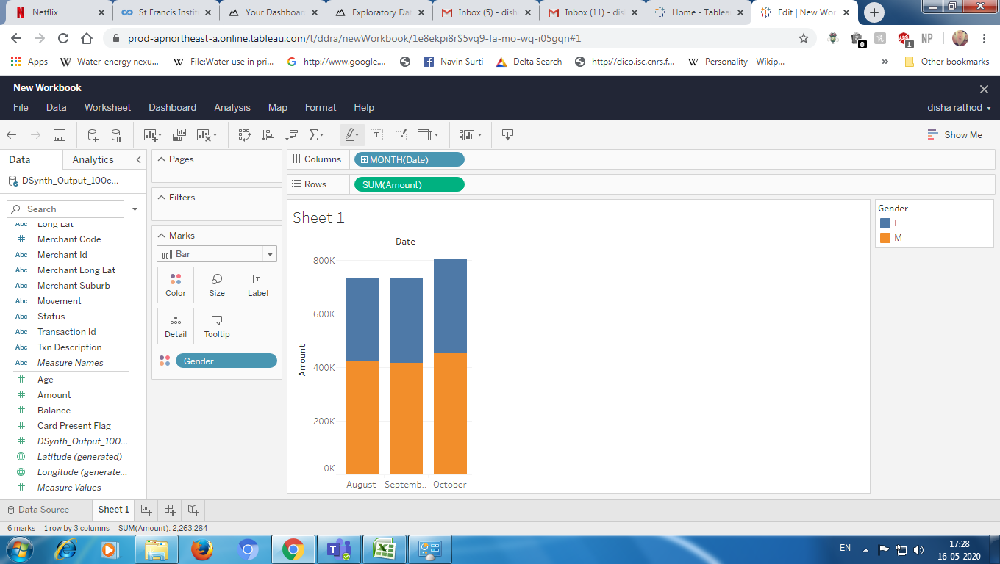 Netflix
St Francis Instit
Your Dashboar
Exploratory Da
Inbox (5) - dish
Inbox (11) - dis
Home - Tablea
Edit | New Wor
prod-apnortheast-a.online.tableau.com/t/ddra/newWorkbook/1e8ekpi8r$5vq9-fa-mo-wq-i05gqn#1
0
1
NP
Apps
Water-energy nexu...
File:Water use in pri...
http://www.google....
Navin Surti
Delta Search
http://dico.isc.cnrs.f...
Personality - Wikip...
»
Other bookmarks
New Workbook
File Data Worksheet Dashboard Analysis Map Format Help
disha rathod
Show Me
Data
Analytics
Pages
Columns
MONTH(Date)
DSynth_Output_100c...
Rows
SUM(Amount)
Filters
Search
Abc Long Lat
# Merchant Code
Abc Merchant Id
Abc Merchant Long Lat
Abc Merchant Suburb
Abc Movement
Abc Status
Abc Transaction Id
Abc Txn Description
Abc Measure Names
# Age
# Amount
# Balance
# Card Present Flag
# DSynth_Output_100...
Latitude (generated)
Longitude (generate...
# Measure Values
Marks
Bar
Color
Size
Label
Detail
Tooltip
Gender
Sheet 1
Date
800K
600K
400K
200K
0K
Amount
August
Septemb..
October
Gender
F
M
Data Source
Sheet 1
6 marks
1 row by 3 columns
SUM(Amount): 2,263,284
EN
17:28
16-05-2020